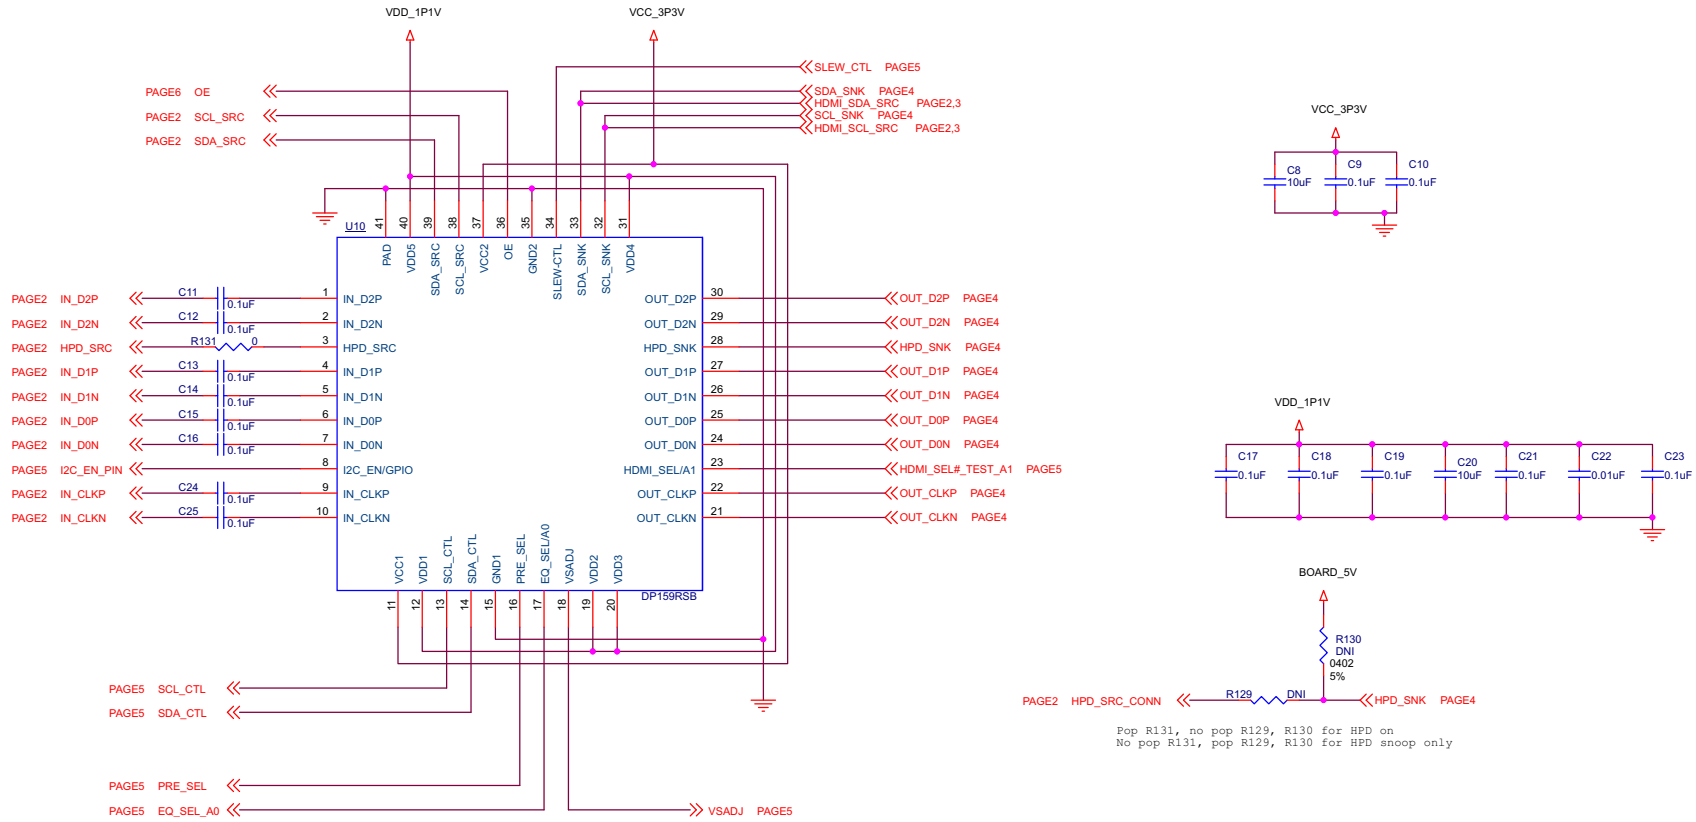 VDD_1P1V
VCC_3P3V
SLEW_CTL PAGE5
PAGE6 OE
SDA_SNK PAGE4
HDMI_SDA_SRC PAGE2,3
PAGE2 SCL_SRC
SCL_SNK PAGE4
HDMI_SCL_SRC PAGE2,3
PAGE2 SDA_SRC
VCC_3P3V
C8
10uF
C9
0.1uF
C10
0.1uF
U10
41
40
39
38
37
36
35
34
33
32
31
PAD
VDD5
SDA_SRC
SCL_SRC
VCC2
OE
GND2
SLEW-CTL
SDA_SNK
SCL_SNK
VDD4
PAGE2 IN_D2P C11 0.1uF 1 IN_D2P
OUT_D2P 30 OUT_D2P PAGE4
PAGE2 IN_D2N C12 0.1uF 2 IN_D2N
OUT_D2N 29 OUT_D2N PAGE4
PAGE2 HPD_SRC R131 0 3 HPD_SRC
HPD_SNK 28 HPD_SNK PAGE4
PAGE2 IN_D1P C13 0.1uF 4 IN_D1P
OUT_D1P 27 OUT_D1P PAGE4
PAGE2 IN_D1N C14 0.1uF 5 IN_D1N
OUT_D1N 26 OUT_D1N PAGE4
PAGE2 IN_D0P C15 0.1uF 6 IN_D0P
OUT_D0P 25 OUT_D0P PAGE4
PAGE2 IN_D0N C16 0.1uF 7 IN_D0N
OUT_D0N 24 OUT_D0N PAGE4
PAGE5 I2C_EN_PIN 8 I2C_EN/GPIO
HDMI_SEL/A1 23 HDMI_SEL#_TEST_A1 PAGE5
PAGE2 IN_CLKP C24 0.1uF 9 IN_CLKP
OUT_CLKP 22 OUT_CLKP PAGE4
PAGE2 IN_CLKN C25 0.1uF 10 IN_CLKN
OUT_CLKN 21 OUT_CLKN PAGE4
VCC1
VDD1
SCL_CTL
SDA_CTL
GND1
PRE_SEL
EQ_SEL/A0
VSADJ
VDD2
VDD3
DP159RSB
11
12
13
14
15
16
17
18
19
20
VDD_1P1V
C17
0.1uF
C18
0.1uF
C19
0.1uF
C20
10uF
C21
0.1uF
C22
0.01uF
C23
0.1uF
BOARD_5V
R130
DNI
0402
5%
PAGE2 HPD_SRC_CONN R129 DNI HPD_SNK PAGE4
Pop R131, no pop R129, R130 for HPD on
No pop R131, pop R129, R130 for HPD snoop only
PAGE5 SCL_CTL
PAGE5 SDA_CTL
PAGE5 PRE_SEL
PAGE5 EQ_SEL_A0
VSADJ PAGE5